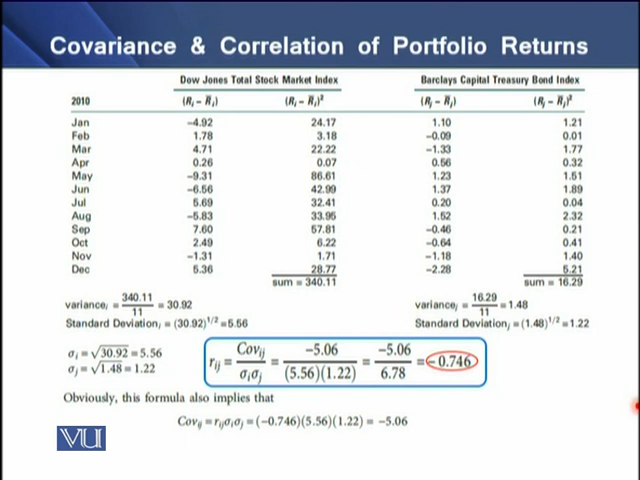 Covariance & Correlation of Portfolio Returns
Dow Jones Total Stock Market Index Barclays Capital Treasury Bond Index
2010 (Ri – R̄i) (Ri – R̄i)² (Rj – R̄j) (Rj – R̄j)²
Jan –4.92 24.17 1.10 1.21
Feb 1.78 3.18 –0.09 0.01
Mar 4.71 22.22 –1.33 1.77
Apr 0.26 0.07 0.56 0.32
May –9.31 86.61 1.23 1.51
Jun –6.56 42.99 1.37 1.89
Jul 5.69 32.41 0.20 0.04
Aug –5.83 33.95 1.52 2.32
Sep 7.60 57.81 –0.46 0.21
Oct 2.49 6.22 –0.64 0.41
Nov –1.31 1.71 –1.18 1.40
Dec 5.36 28.77 –2.28 5.21
sum = 340.11 sum = 16.29
variancei = 340.11/11 = 30.92 variancej = 16.29/11 = 1.48
Standard Deviationi = (30.92)^1/2 = 5.56 Standard Deviationj = (1.48)^1/2 = 1.22
σi = √30.92 = 5.56
σj = √1.48 = 1.22
rij = Covij/σiσj = –5.06/(5.56)(1.22) = –5.06/6.78 = –0.746
Obviously, this formula also implies that
Covij = rijσiσj = (–0.746)(5.56)(1.22) = –5.06
VU